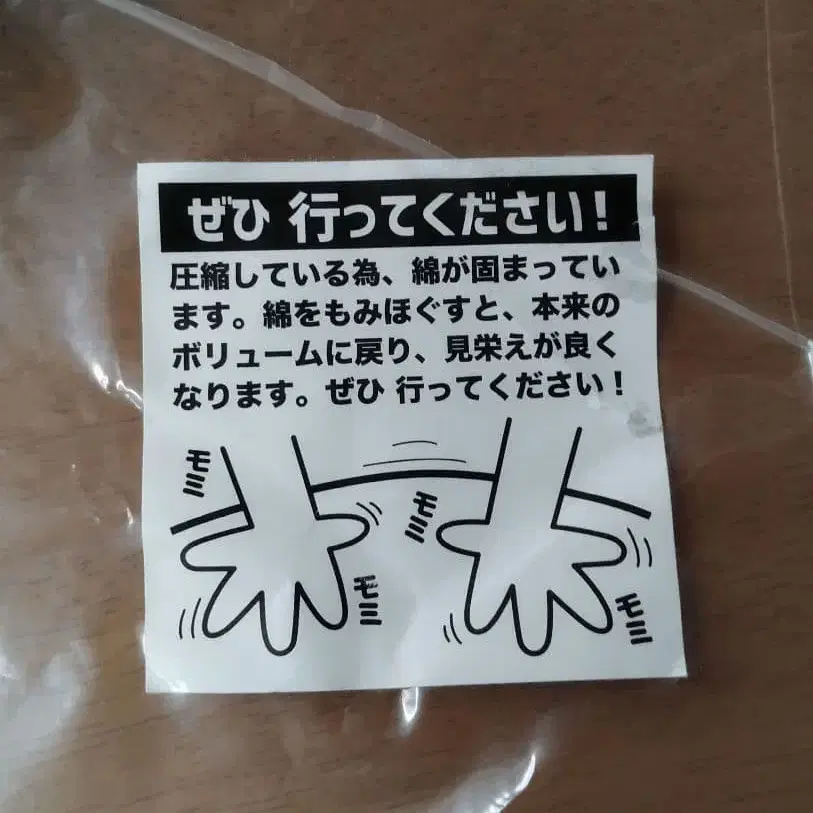 ぜひ 行ってください！
圧縮している為、綿が固まってい
ます。綿をもみほぐすと、本来の
ボリュームに戻り、見栄えが良く
なります。ぜひ 行ってください！
モミ
モミ
モミ
モミ